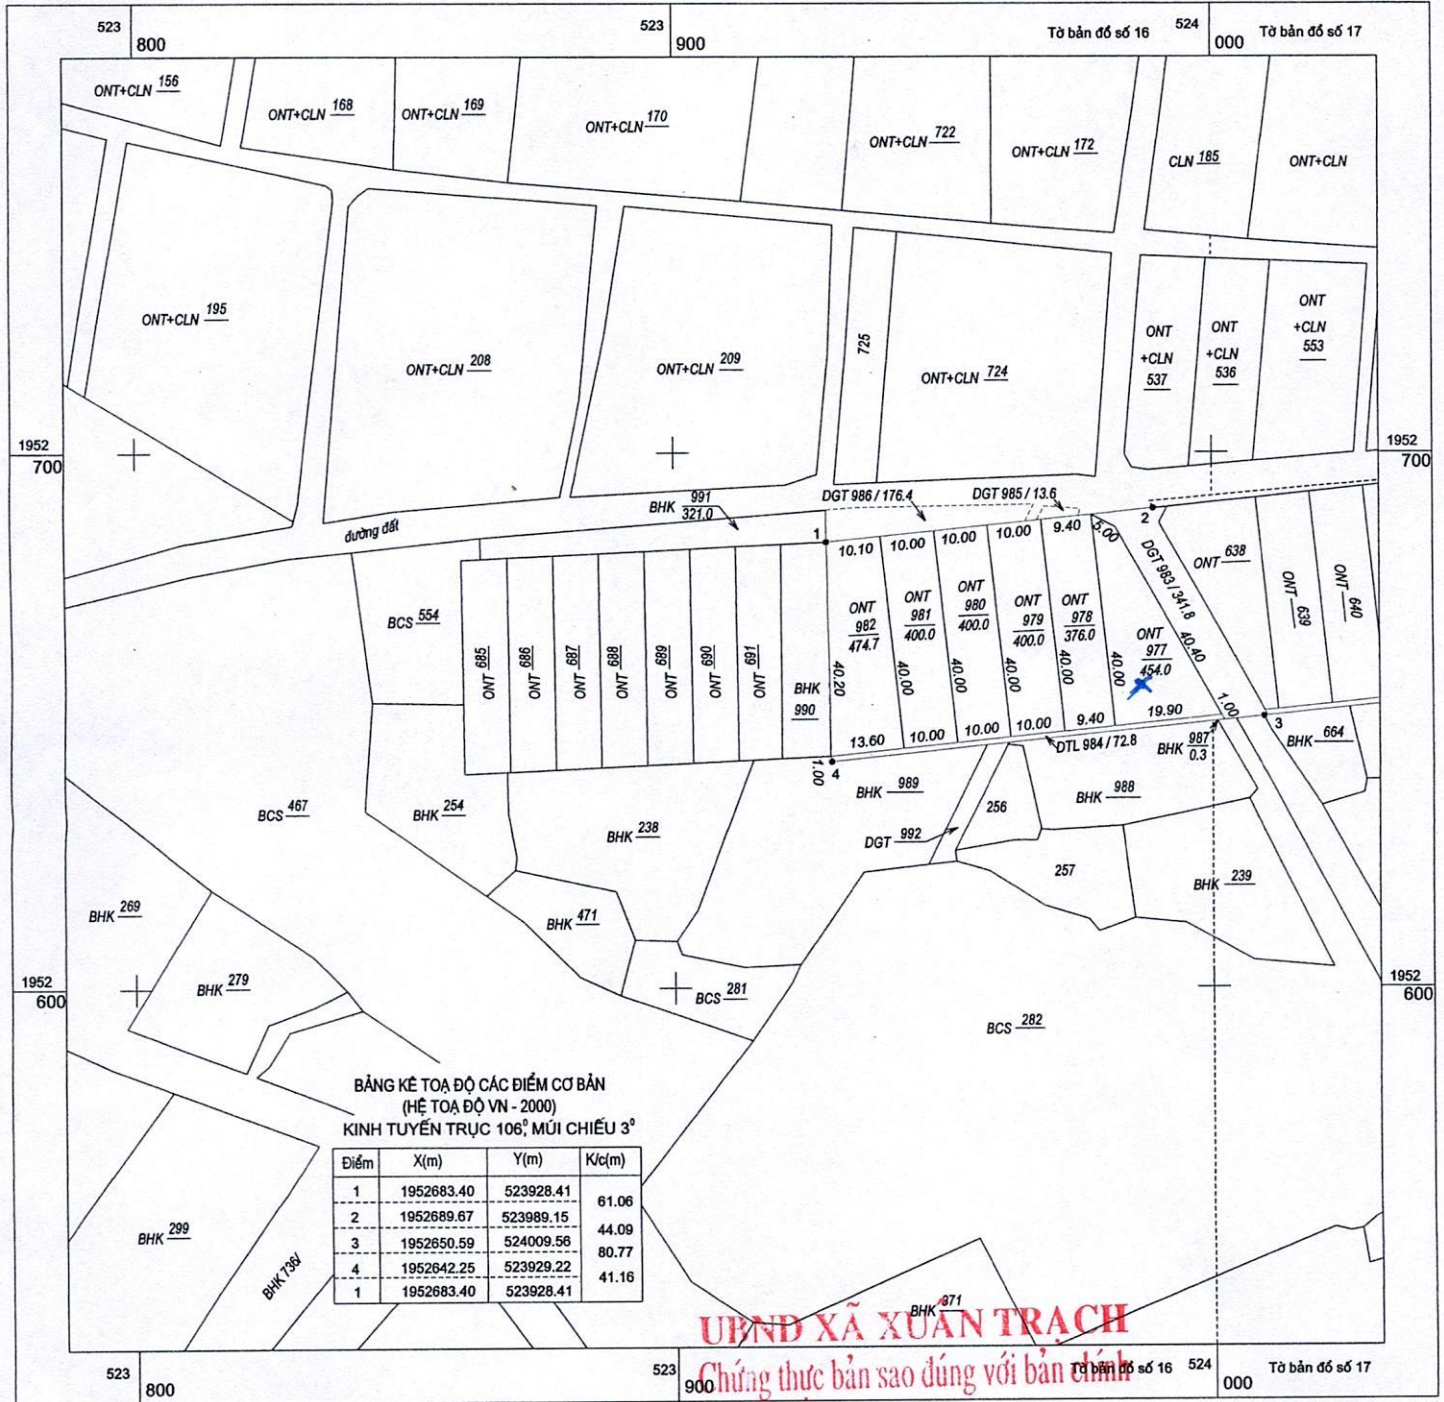 523
800
523
900
Tờ bản đồ số 16
524
000
Tờ bản đồ số 17
ONT+CLN 156
ONT+CLN 168
ONT+CLN 169
ONT+CLN 170
ONT+CLN 722
ONT+CLN 172
CLN 185
ONT+CLN
ONT+CLN 195
ONT+CLN 208
ONT+CLN 209
725
ONT+CLN 724
ONT
+CLN
537
ONT
+CLN
536
ONT
+CLN
553
1952
700
1952
700
đường đất
BHK 991
321.0
DGT 986 / 176.4
DGT 985 / 13.6
1
2
10.10
10.00
10.00
10.00
9.40
5.00
DGT 983 / 341.8
40.40
ONT 638
ONT 639
ONT 640
BCS 554
ONT 685
ONT 686
ONT 687
ONT 688
ONT 689
ONT 690
ONT 691
BHK
990
ONT
982
474.7
ONT
981
400.0
ONT
980
400.0
ONT
979
400.0
ONT
978
376.0
ONT
977
454.0
40.20
40.00
40.00
40.00
40.00
40.00
13.60
10.00
10.00
10.00
9.40
19.90
1.00
3
1.00
4
DTL 984 / 72.8
BHK 987
0.3
BHK 664
BCS 467
BHK 254
BHK 238
BHK 989
256
BHK 988
DGT 992
257
BHK 239
BHK 269
BHK 471
BHK 279
BCS 281
BCS 282
1952
600
1952
600
BẢNG KÊ TOẠ ĐỘ CÁC ĐIỂM CƠ BẢN
(HỆ TOẠ ĐỘ VN - 2000)
KINH TUYẾN TRỤC 106⁰, MÚI CHIẾU 3⁰
Điểm X(m) Y(m) K/c(m)
1 1952683.40 523928.41
61.06
2 1952689.67 523989.15
44.09
3 1952650.59 524009.56
80.77
4 1952642.25 523929.22
41.16
1 1952683.40 523928.41
BHK 299
BHK 736/
BHK 371
UBND XÃ XUÂN TRẠCH
Chứng thực bản sao đúng với bản chính
523
800
523
900
Tờ bản đồ số 16
524
000
Tờ bản đồ số 17